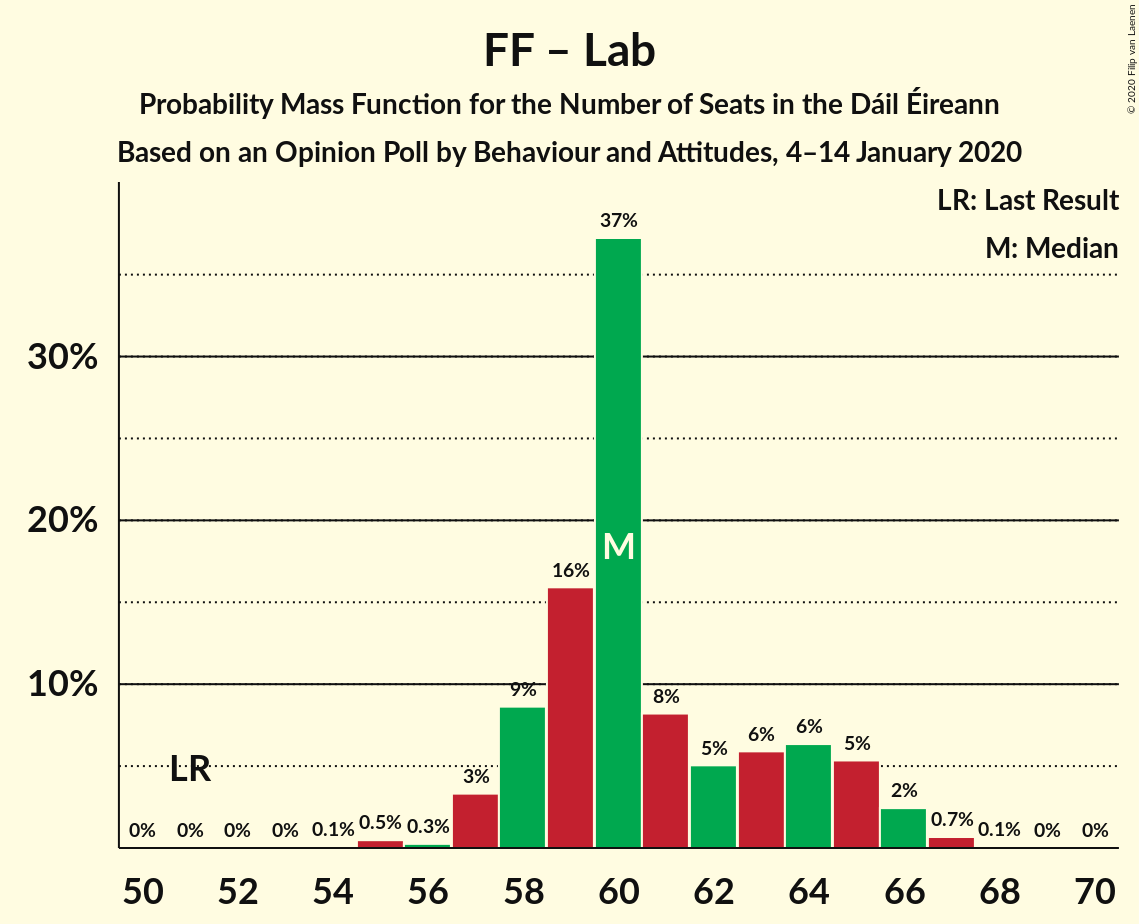 FF – Lab
Probability Mass Function for the Number of Seats in the Dáil Éireann
Based on an Opinion Poll by Behaviour and Attitudes, 4–14 January 2020
© 2020 Filip van Laenen
LR: Last Result
M: Median
37%
30%
20%
M
16%
10%
9%
8%
6%
6%
5%
5%
LR
3%
2%
0% 0% 0% 0% 0.1% 0.5% 0.3% 0.7% 0.1% 0% 0%
50 52 54 56 58 60 62 64 66 68 70